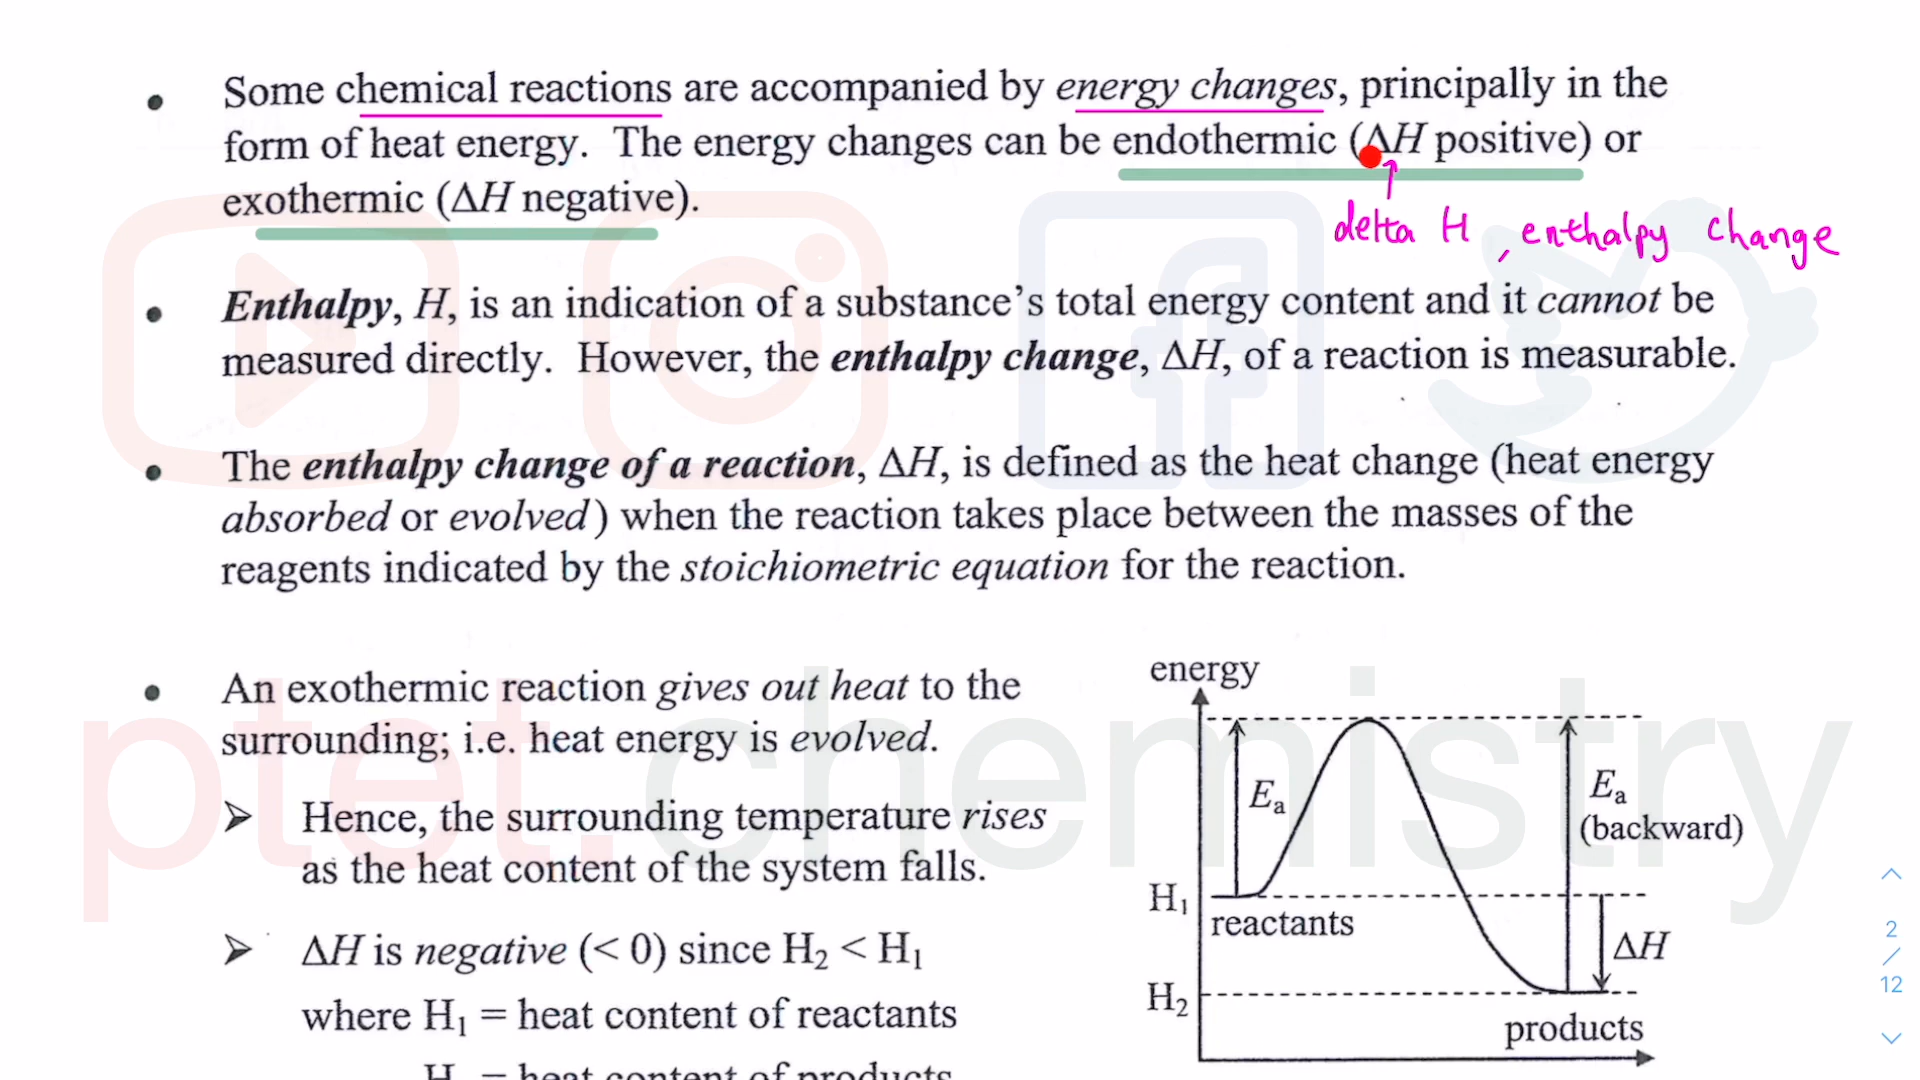 • Some chemical reactions are accompanied by energy changes, principally in the
form of heat energy. The energy changes can be endothermic (ΔH positive) or
exothermic (ΔH negative).
delta H, enthalpy change
• Enthalpy, H, is an indication of a substance’s total energy content and it cannot be
measured directly. However, the enthalpy change, ΔH, of a reaction is measurable.
• The enthalpy change of a reaction, ΔH, is defined as the heat change (heat energy
absorbed or evolved) when the reaction takes place between the masses of the
reagents indicated by the stoichiometric equation for the reaction.
• An exothermic reaction gives out heat to the
surrounding; i.e. heat energy is evolved.
➢ Hence, the surrounding temperature rises
as the heat content of the system falls.
➢ ΔH is negative (< 0) since H₂ < H₁
where H₁ = heat content of reactants
= heat content of products
energy
Eₐ
Eₐ
(backward)
H₁
reactants
ΔH
H₂
products
ptet.chemistry
2
/
12